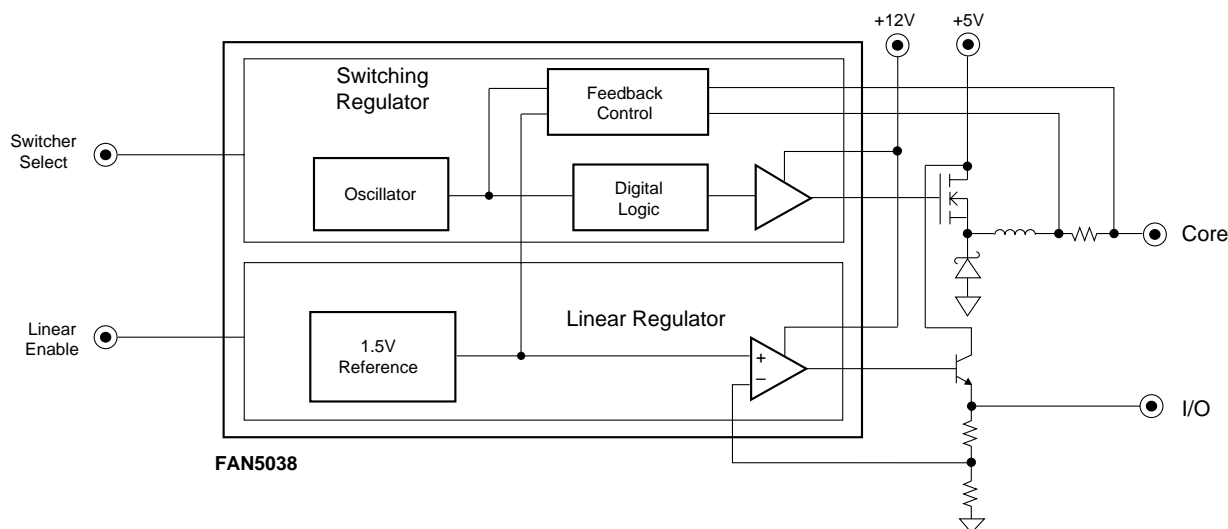 +12V
+5V
Switching
Regulator
Feedback
Control
Switcher
Select
Oscillator
Digital
Logic
Core
Linear
Enable
1.5V
Reference
Linear Regulator
+
–
I/O
FAN5038